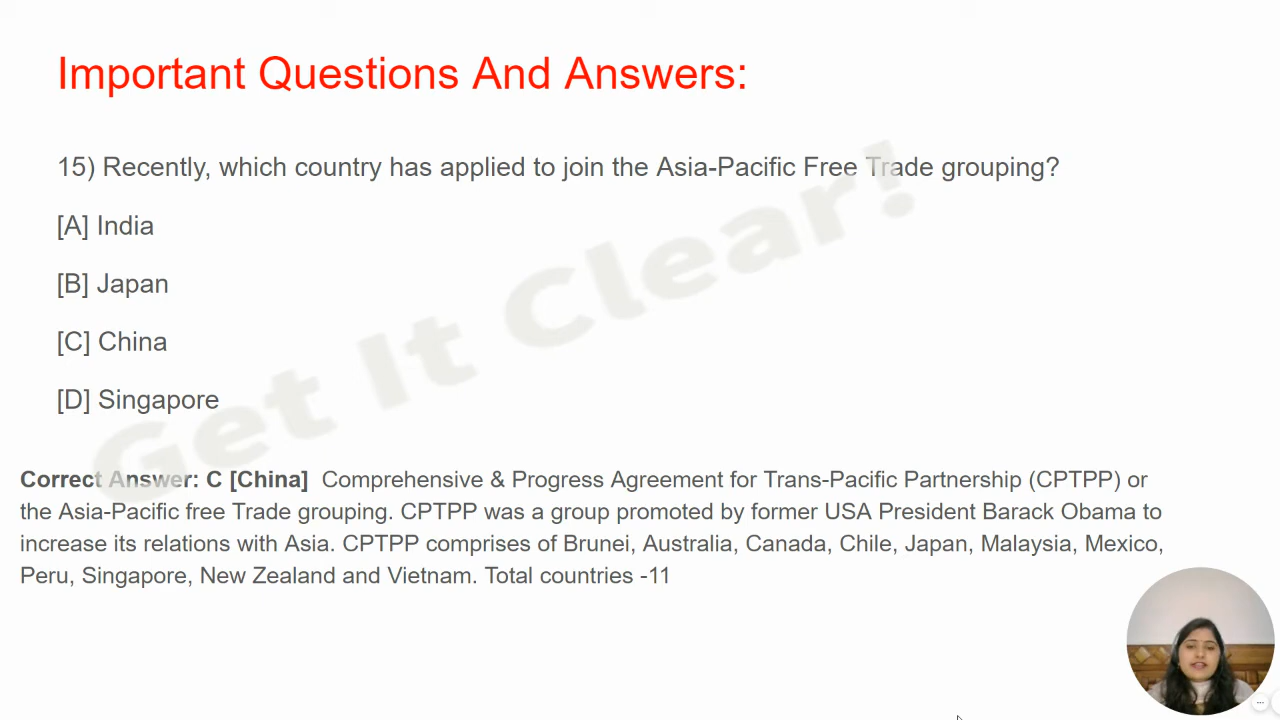 Important Questions And Answers:
15) Recently, which country has applied to join the Asia-Pacific Free Trade grouping?
[A] India
[B] Japan
[C] China
[D] Singapore
Get It Clear!
Correct Answer: C [China] Comprehensive & Progress Agreement for Trans-Pacific Partnership (CPTPP) or
the Asia-Pacific free Trade grouping. CPTPP was a group promoted by former USA President Barack Obama to
increase its relations with Asia. CPTPP comprises of Brunei, Australia, Canada, Chile, Japan, Malaysia, Mexico,
Peru, Singapore, New Zealand and Vietnam. Total countries -11